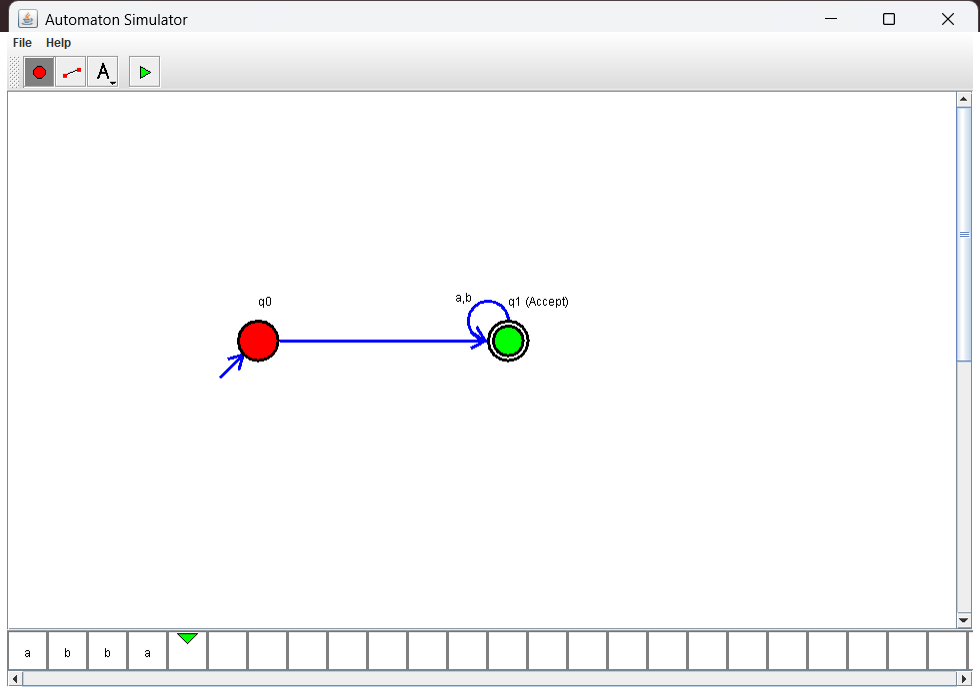 Automaton Simulator
File Help
A
q0
a,b q1 (Accept)
a b b a